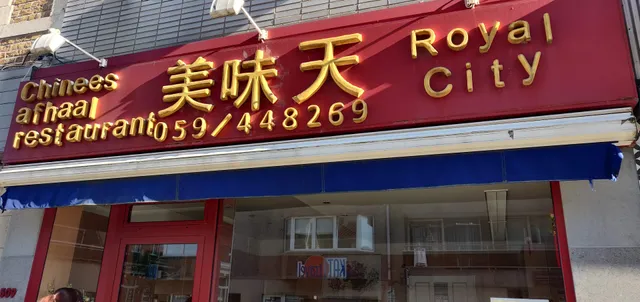 Chinees
afhaal
restaurant
美味天
059/448269
Royal
City